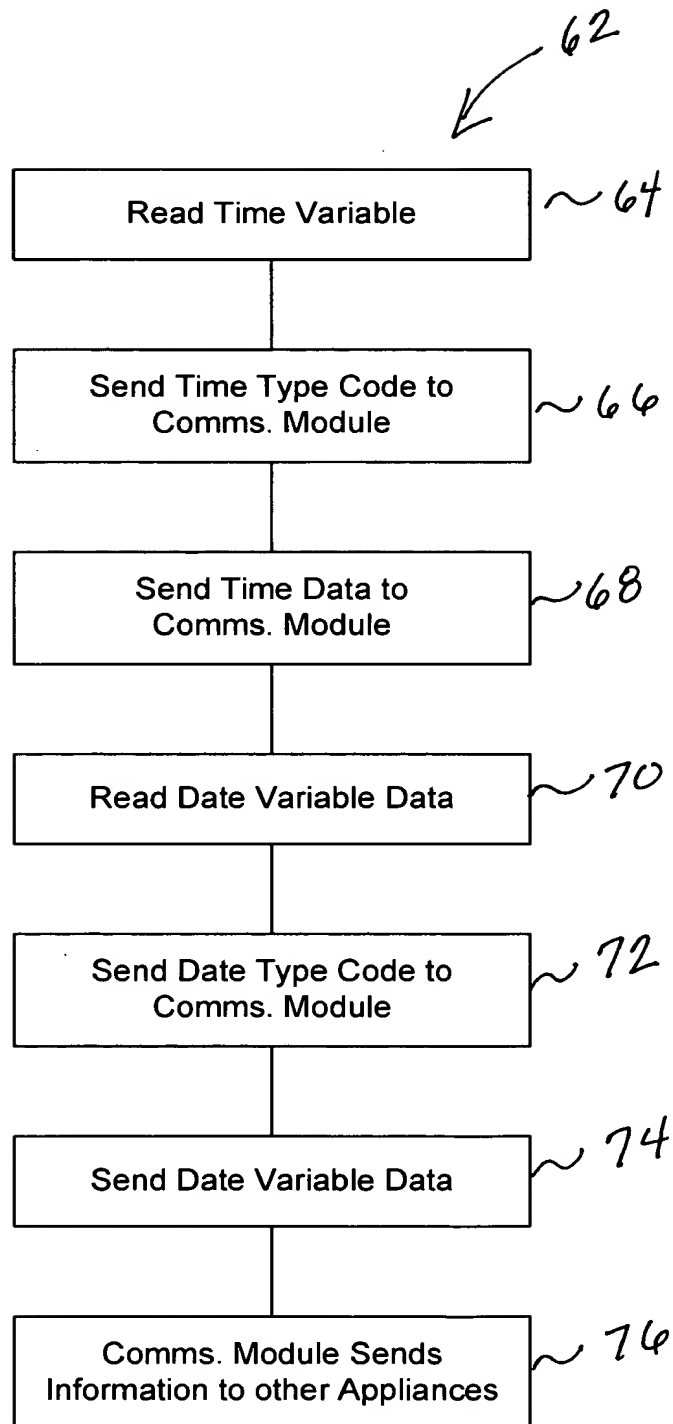 62
Read Time Variable
64
Send Time Type Code to
Comms. Module
66
Send Time Data to
Comms. Module
68
Read Date Variable Data
70
Send Date Type Code to
Comms. Module
72
Send Date Variable Data
74
Comms. Module Sends
Information to other Appliances
76